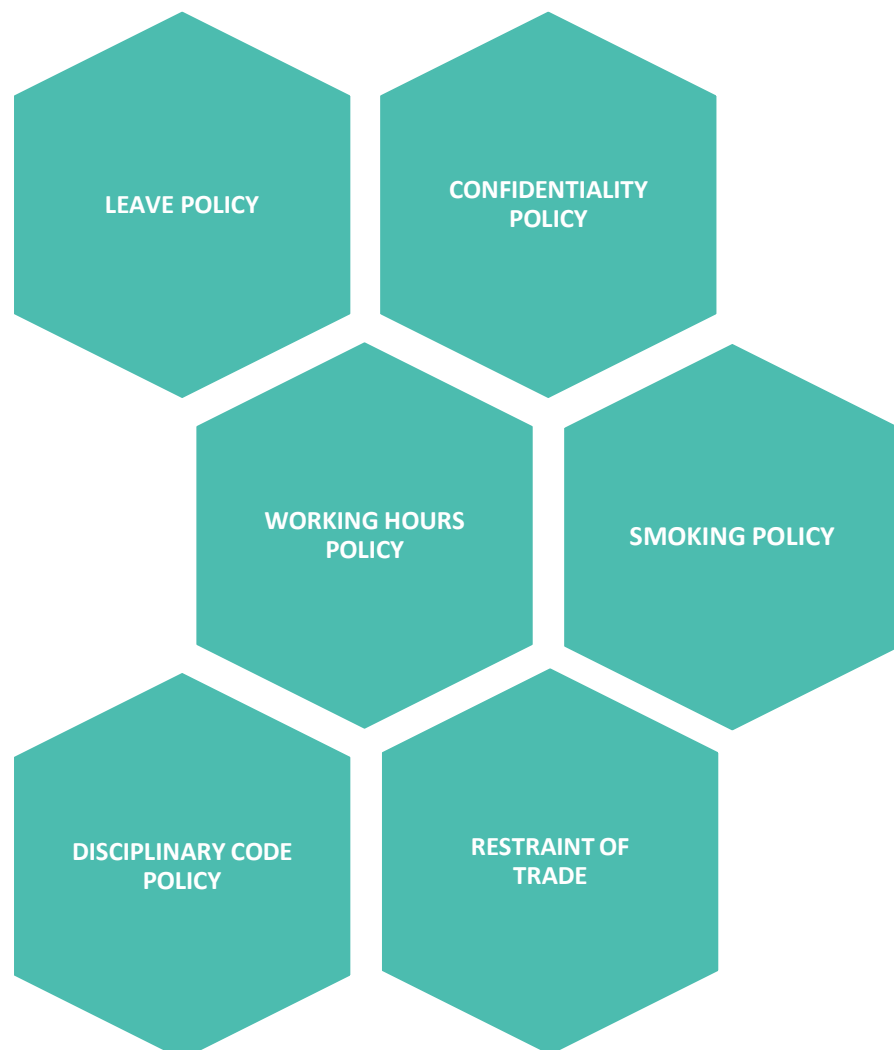 LEAVE POLICY
CONFIDENTIALITY
POLICY
WORKING HOURS
POLICY
SMOKING POLICY
DISCIPLINARY CODE
POLICY
RESTRAINT OF
TRADE